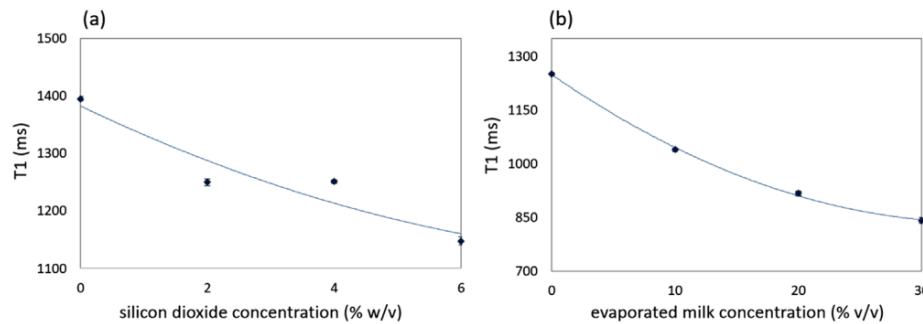 (a)
1500
1400
1300
1200
1100
T1 (ms)
0 2 4 6
silicon dioxide concentration (% w/v)
(b)
1300
1150
1000
850
700
T1 (ms)
0 10 20 30
evaporated milk concentration (% v/v)